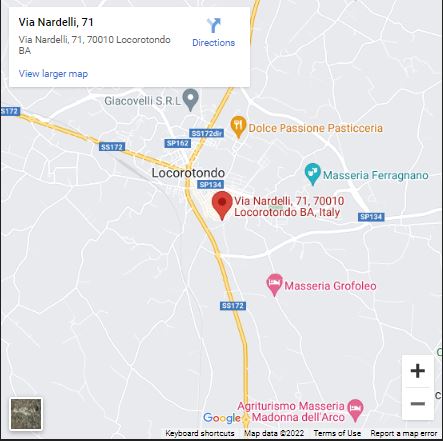 Via Nardelli, 71
Via Nardelli, 71, 70010 Locorotondo
BA
Directions
View larger map
Giacovelli S.R.L
SS172
SS172dir
Dolce Passione Pasticceria
SS172
SP162
Locorotondo
Masseria Ferragnano
SP134
Via Nardelli, 71, 70010
Locorotondo BA, Italy
SP134
Masseria Grofoleo
SS172
+
−
Agriturismo Masseria
Madonna dell'Arco
Google
Keyboard shortcuts
Map data ©2022
Terms of Use
Report a map error